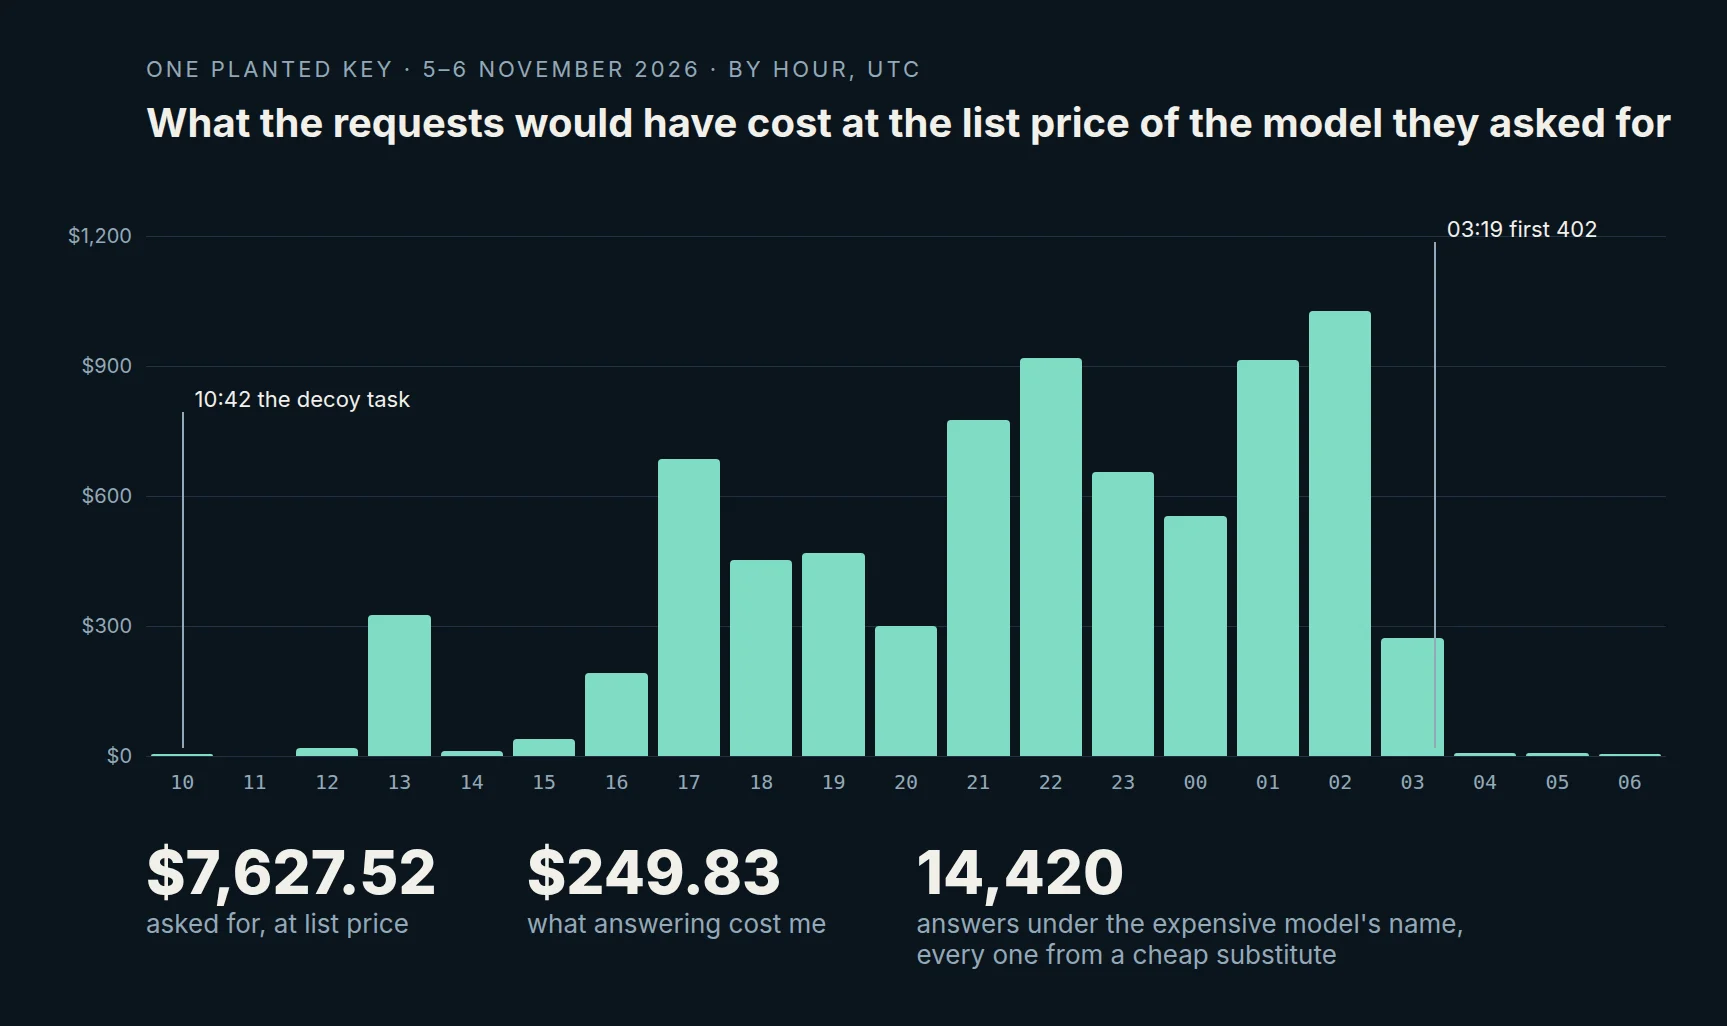 ONE PLANTED KEY · 5–6 NOVEMBER 2026 · BY HOUR, UTC
What the requests would have cost at the list price of the model they asked for
03:19 first 402
$1,200
$900
10:42 the decoy task
$600
$300
$0
10 11 12 13 14 15 16 17 18 19 20 21 22 23 00 01 02 03 04 05 06
$7,627.52
asked for, at list price
$249.83
what answering cost me
14,420
answers under the expensive model's name,
every one from a cheap substitute